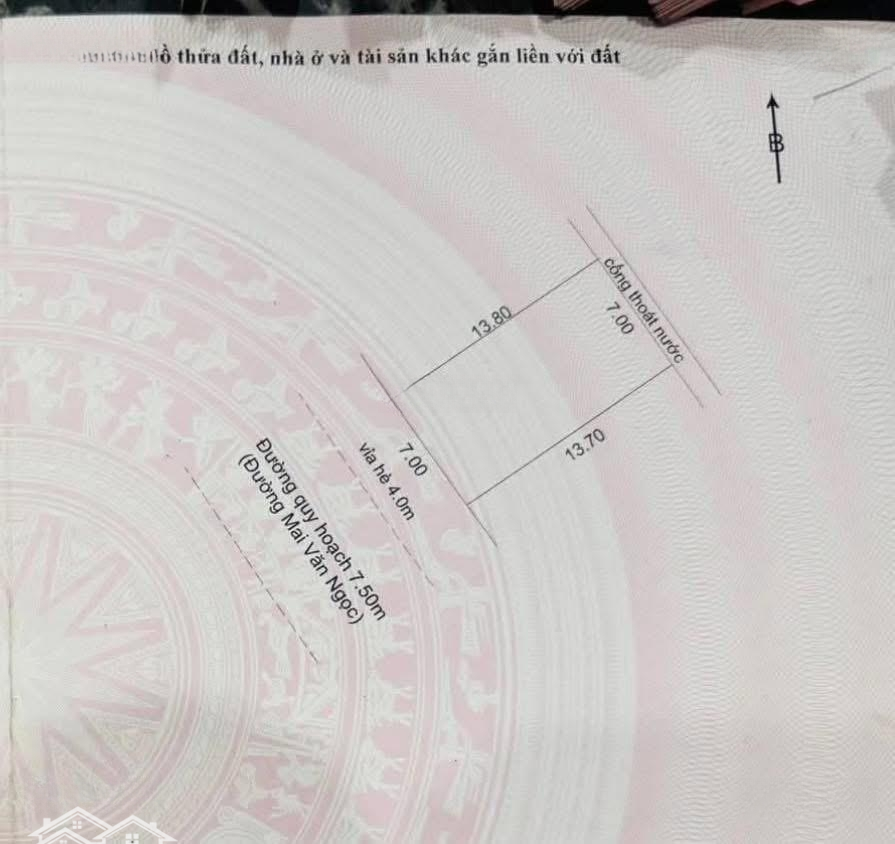 đồ thửa đất, nhà ở và tài sản khác gắn liền với đất
B
cống thoát nước
7.00
13.80
13.70
7.00
vỉa hè 4.0m
Đường quy hoạch 7.50m
(Đường Mai Văn Ngọc)